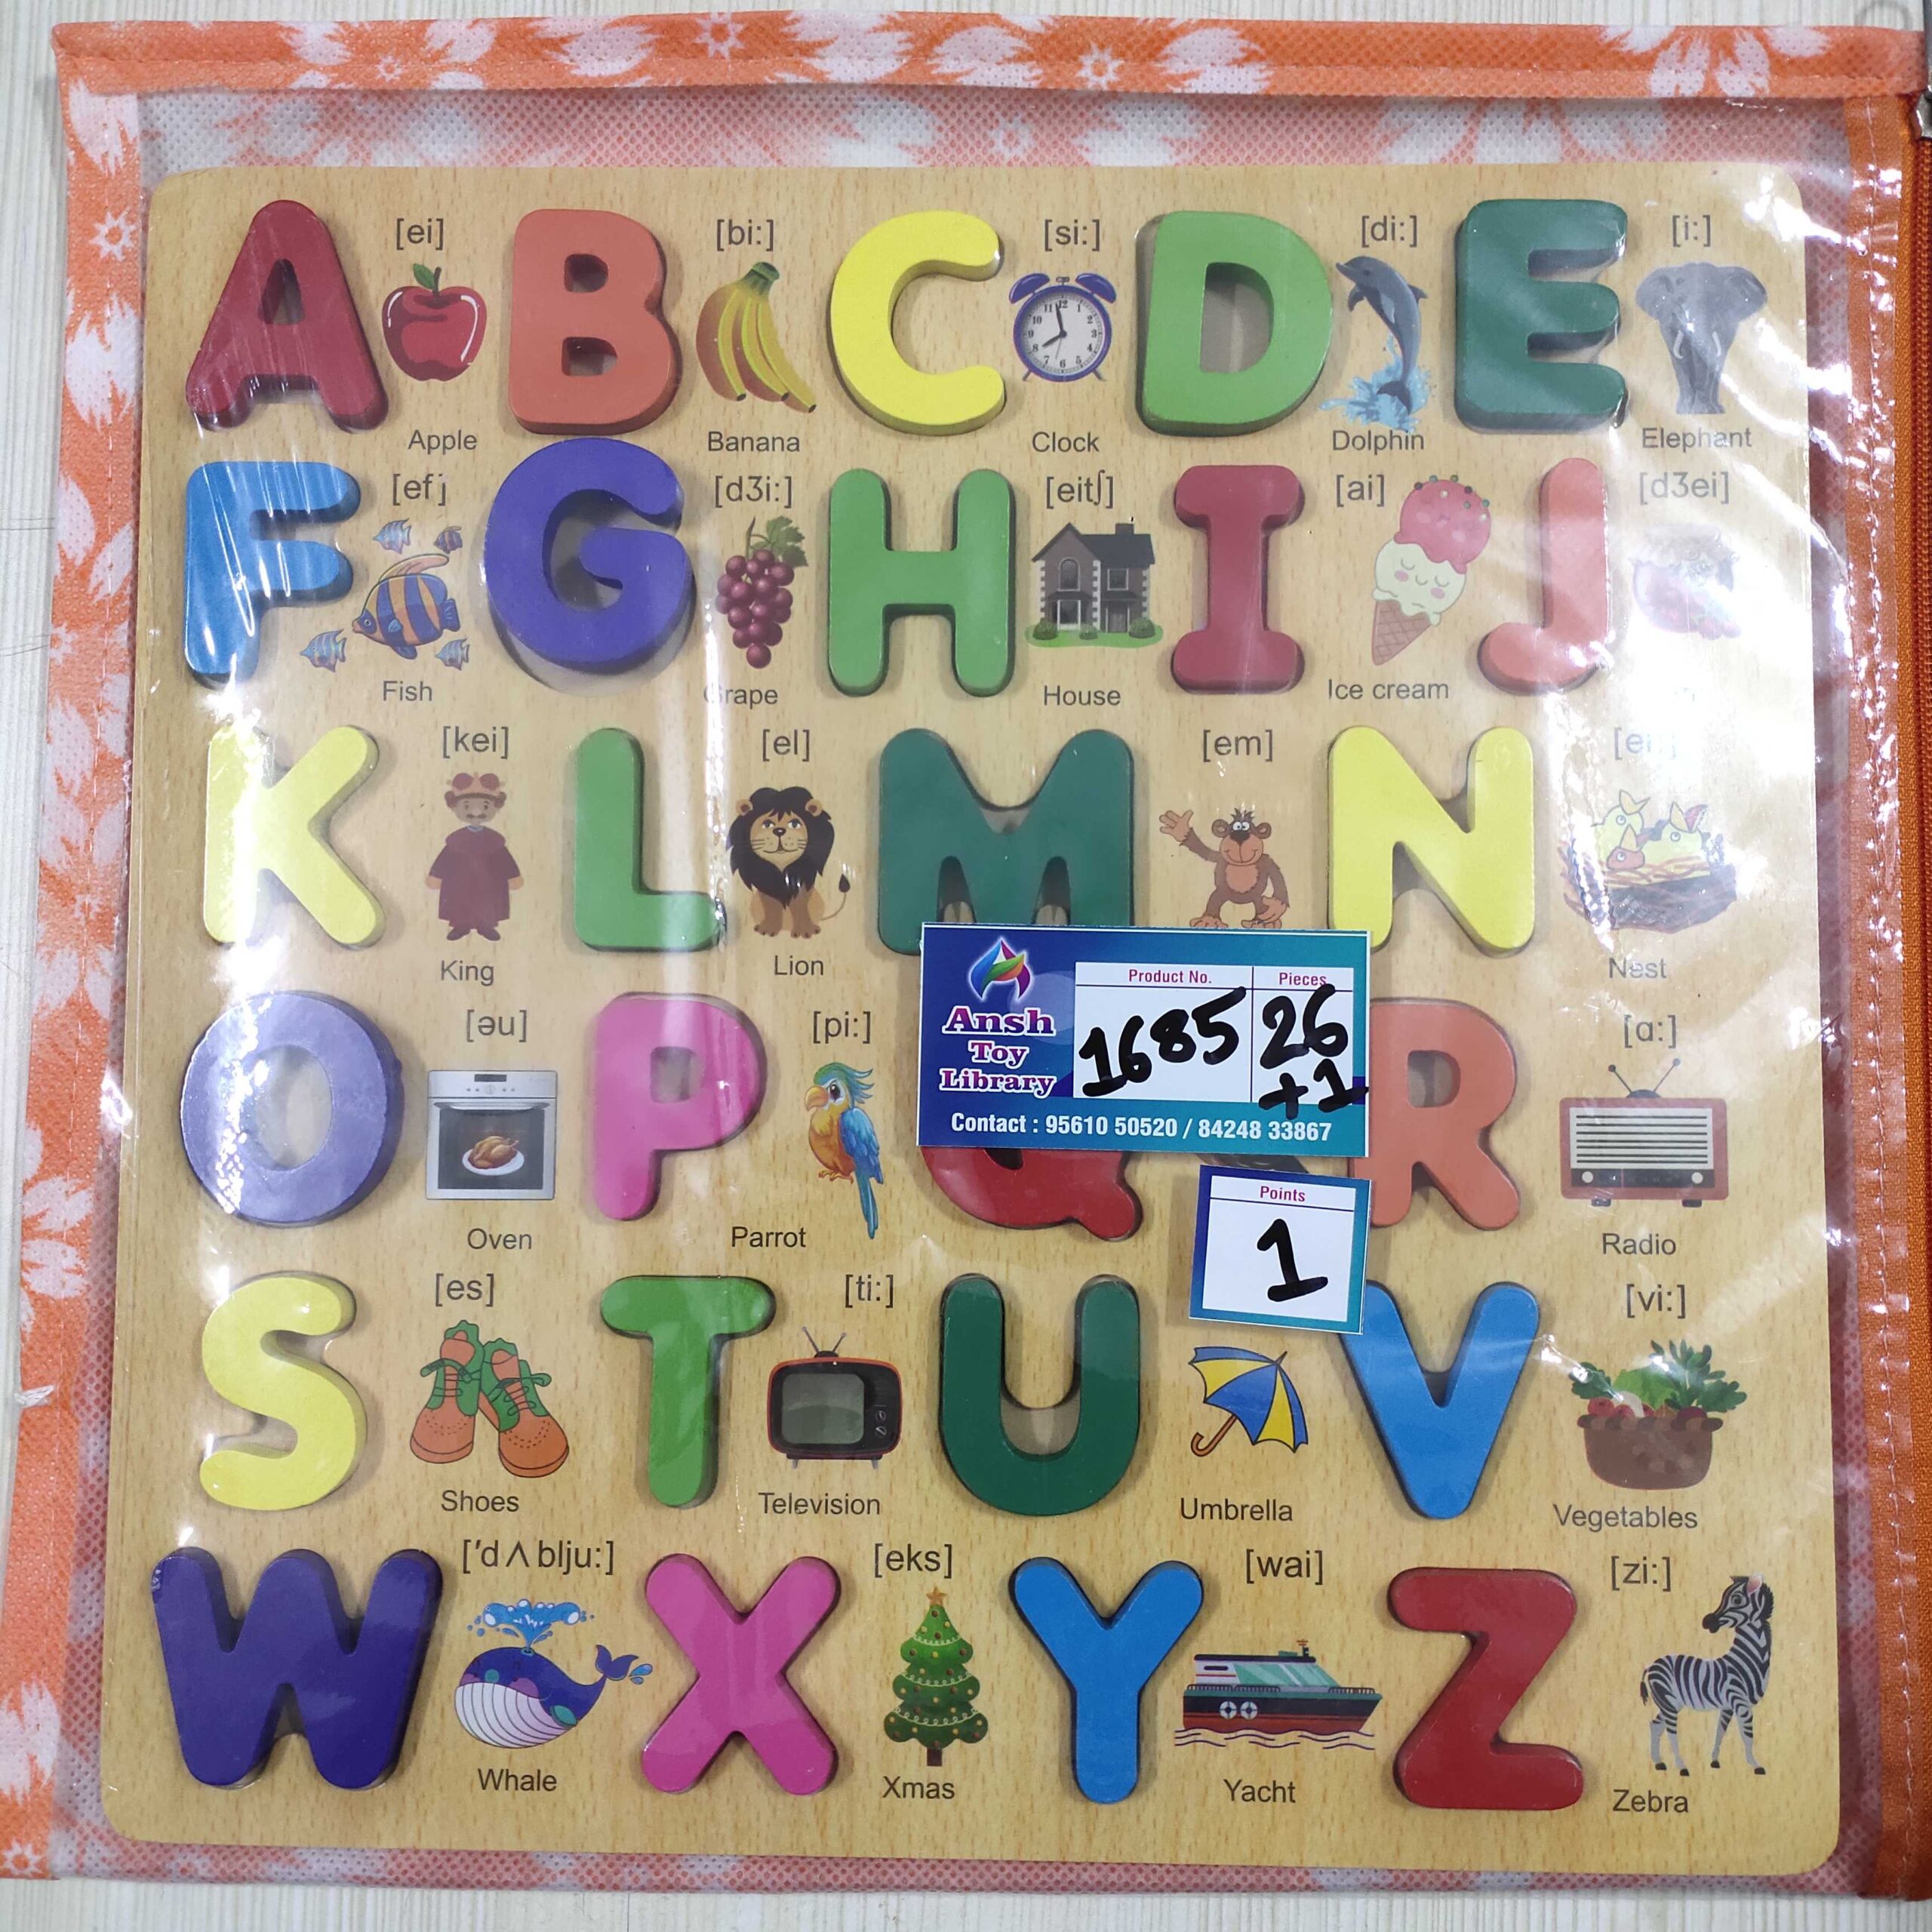 A [ei] B [bi:] C [si:] D [di:] E [i:]
Apple Banana Clock Dolphin Elephant
F [ef] G [dʒi:] H [eitʃ] I [ai] J [dʒei]
Fish Grape House Ice cream
K [kei] L [el] M [em] N
King Lion Nest
Product No. Pieces
Ansh
Toy
Library
1685 26
+1
Contact : 95610 50520 / 84248 33867
O [əu] P [pi:] Q R [ɑ:]
Oven Parrot Radio
Points
1
S [es] T [ti:] U V [vi:]
Shoes Television Umbrella Vegetables
W ['dʌblju:] X [eks] Y [wai] Z [zi:]
Whale Xmas Yacht Zebra